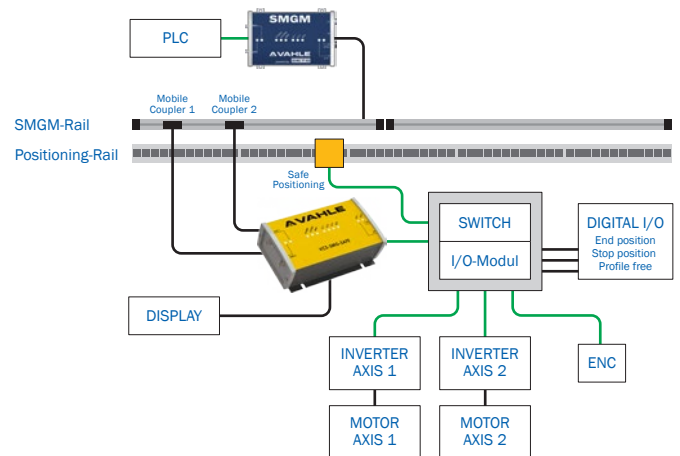 SMGM
PLC
AVAHLE
Mobile
Coupler 1
Mobile
Coupler 2
SMGM-Rail
Positioning-Rail
Safe
Positioning
AVAHLE
SWITCH
I/O-Modul
DIGITAL I/O
End position
Stop position
Profile free
DISPLAY
INVERTER
AXIS 1
INVERTER
AXIS 2
ENC
MOTOR
AXIS 1
MOTOR
AXIS 2